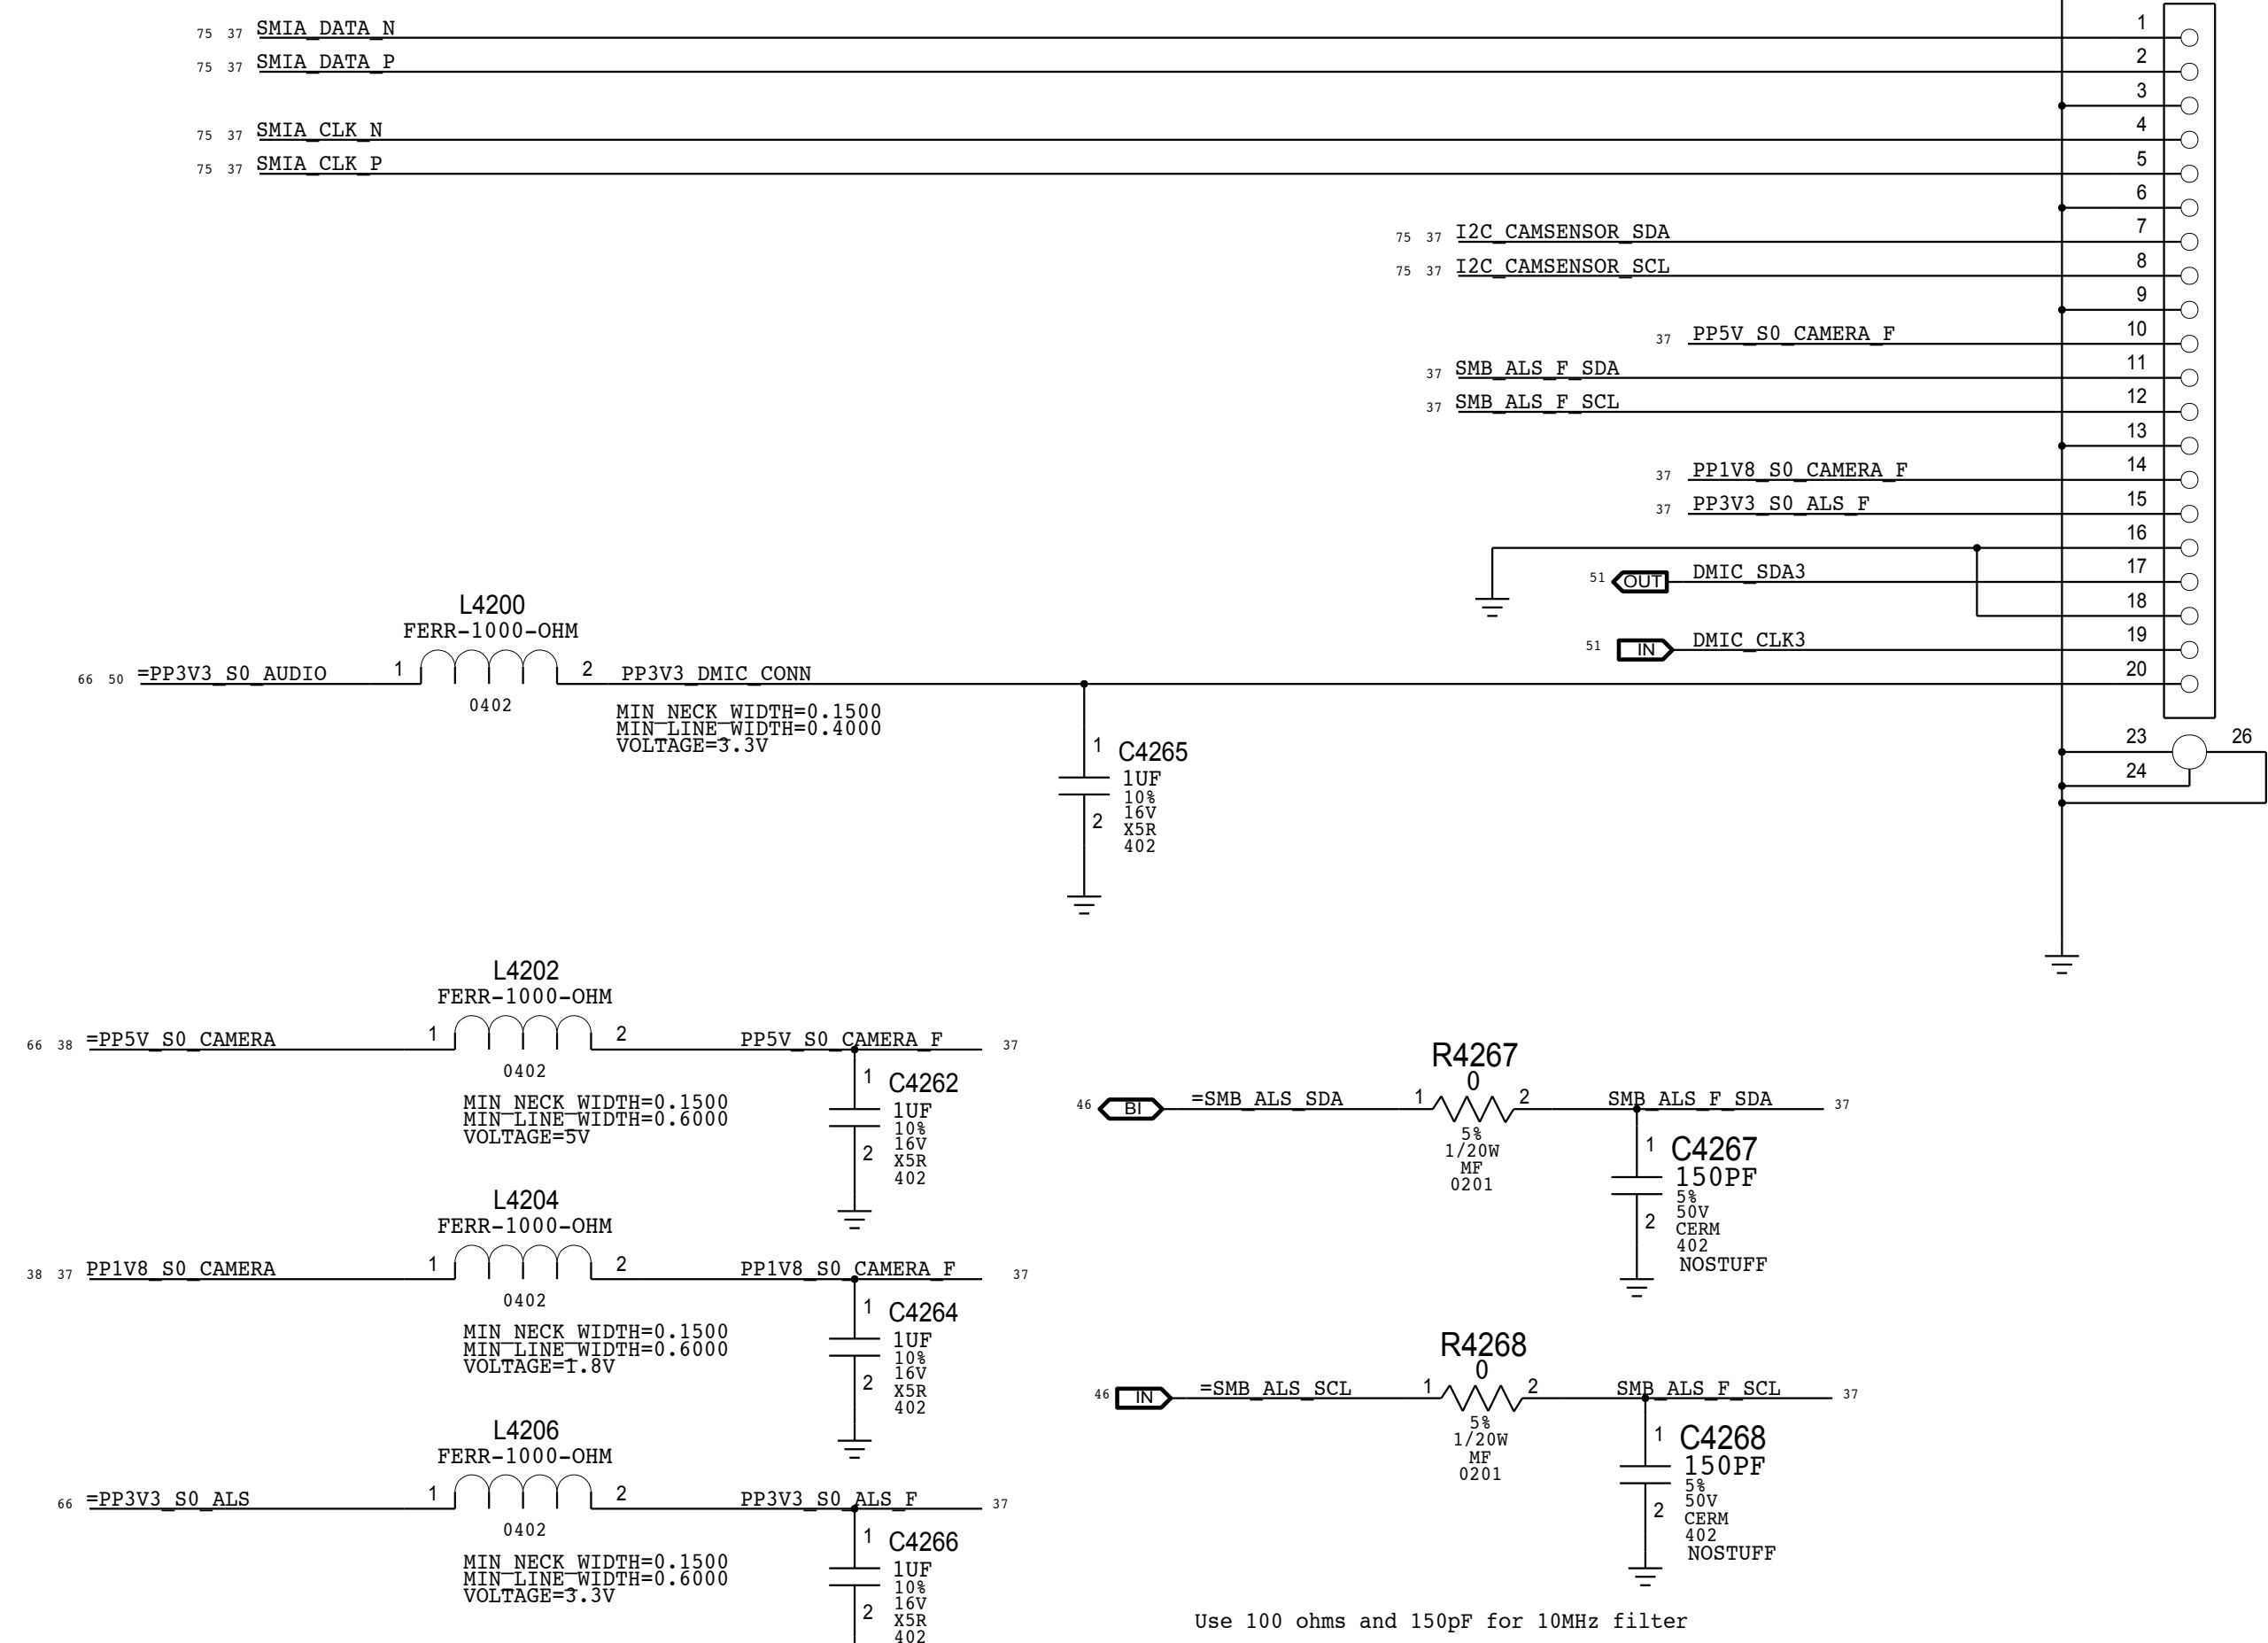 75 37 SMIA_DATA_N 1
75 37 SMIA_DATA_P 2
3
75 37 SMIA_CLK_N 4
75 37 SMIA_CLK_P 5
6
75 37 I2C_CAMSENSOR_SDA 7
75 37 I2C_CAMSENSOR_SCL 8
9
37 PP5V_S0_CAMERA_F 10
37 SMB_ALS_F_SDA 11
37 SMB_ALS_F_SCL 12
13
37 PP1V8_S0_CAMERA_F 14
37 PP3V3_S0_ALS_F 15
16
51 OUT DMIC_SDA3 17
18
51 IN DMIC_CLK3 19
20
23 26
24
L4200
FERR-1000-OHM
66 50 =PP3V3_S0_AUDIO 1 2 PP3V3_DMIC_CONN
0402
MIN_NECK_WIDTH=0.1500
MIN_LINE_WIDTH=0.4000
VOLTAGE=3.3V
1 C4265
1UF
10%
16V
2 X5R
402
L4202
FERR-1000-OHM
66 38 =PP5V_S0_CAMERA 1 2 PP5V_S0_CAMERA_F 37
0402
MIN_NECK_WIDTH=0.1500
MIN_LINE_WIDTH=0.6000
VOLTAGE=5V
1 C4262
1UF
10%
16V
2 X5R
402
L4204
FERR-1000-OHM
38 37 PP1V8_S0_CAMERA 1 2 PP1V8_S0_CAMERA_F 37
0402
MIN_NECK_WIDTH=0.1500
MIN_LINE_WIDTH=0.6000
VOLTAGE=1.8V
1 C4264
1UF
10%
16V
2 X5R
402
L4206
FERR-1000-OHM
66 =PP3V3_S0_ALS 1 2 PP3V3_S0_ALS_F 37
0402
MIN_NECK_WIDTH=0.1500
MIN_LINE_WIDTH=0.6000
VOLTAGE=3.3V
1 C4266
1UF
10%
16V
2 X5R
402
R4267
0
46 BI =SMB_ALS_SDA 1 2 SMB_ALS_F_SDA 37
5%
1/20W
MF
0201
1 C4267
150PF
5%
50V
2 CERM
402
NOSTUFF
R4268
0
46 IN =SMB_ALS_SCL 1 2 SMB_ALS_F_SCL 37
5%
1/20W
MF
0201
1 C4268
150PF
5%
50V
2 CERM
402
NOSTUFF
Use 100 ohms and 150pF for 10MHz filter